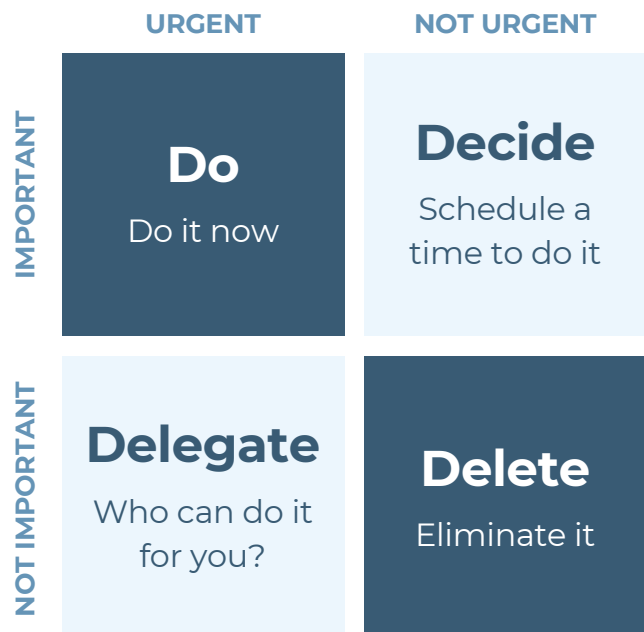 URGENT
NOT URGENT
IMPORTANT
Do
Do it now
Decide
Schedule a
time to do it
NOT IMPORTANT
Delegate
Who can do it
for you?
Delete
Eliminate it